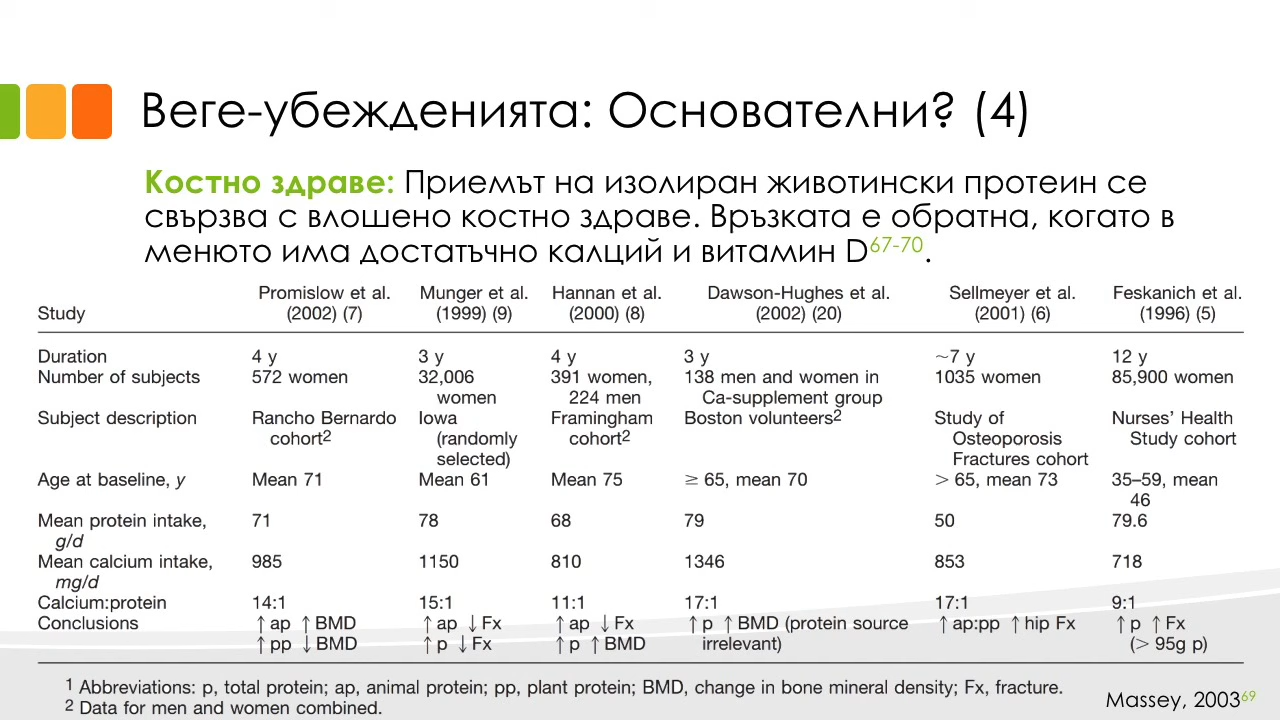 Веге-убежденията: Основателни? (4)
Костно здраве: Приемът на изолиран животински протеин се
свързва с влошено костно здраве. Връзката е обратна, когато в
менюто има достатъчно калций и витамин D67-70.
Study Promislow et al. (2002) (7) Munger et al. (1999) (9) Hannan et al. (2000) (8) Dawson-Hughes et al. (2002) (20) Sellmeyer et al. (2001) (6) Feskanich et al. (1996) (5)
Duration 4 y 3 y 4 y 3 y ~7 y 12 y
Number of subjects 572 women 32,006 women 391 women, 224 men 138 men and women in Ca-supplement group 1035 women 85,900 women
Subject description Rancho Bernardo cohort2 Iowa (randomly selected) Framingham cohort2 Boston volunteers2 Study of Osteoporosis Fractures cohort Nurses’ Health Study cohort
Age at baseline, y Mean 71 Mean 61 Mean 75 ≥ 65, mean 70 > 65, mean 73 35–59, mean 46
Mean protein intake, g/d 71 78 68 79 50 79.6
Mean calcium intake, mg/d 985 1150 810 1346 853 718
Calcium:protein 14:1 15:1 11:1 17:1 17:1 9:1
Conclusions ↑ap ↑BMD ↑pp ↓BMD ↑ap ↓Fx ↑p ↓Fx ↑ap ↓Fx ↑p ↑BMD ↑p ↑BMD (protein source irrelevant) ↑ap:pp ↑hip Fx ↑p ↑Fx (> 95g p)
1 Abbreviations: p, total protein; ap, animal protein; pp, plant protein; BMD, change in bone mineral density; Fx, fracture.
2 Data for men and women combined.
Massey, 200369